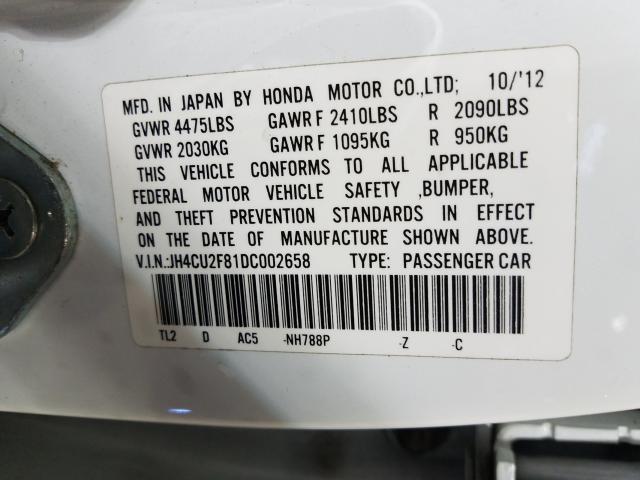 MFD. IN JAPAN BY HONDA MOTOR CO.,LTD; 10/'12
GVWR 4475LBS GAWR F 2410LBS R 2090LBS
GVWR 2030KG GAWR F 1095KG R 950KG
THIS VEHICLE CONFORMS TO ALL APPLICABLE
FEDERAL MOTOR VEHICLE SAFETY ,BUMPER,
AND THEFT PREVENTION STANDARDS IN EFFECT
ON THE DATE OF MANUFACTURE SHOWN ABOVE.
V.I.N.:JH4CU2F81DC002658 TYPE: PASSENGER CAR
TL2 D AC5 -NH788P -Z -C